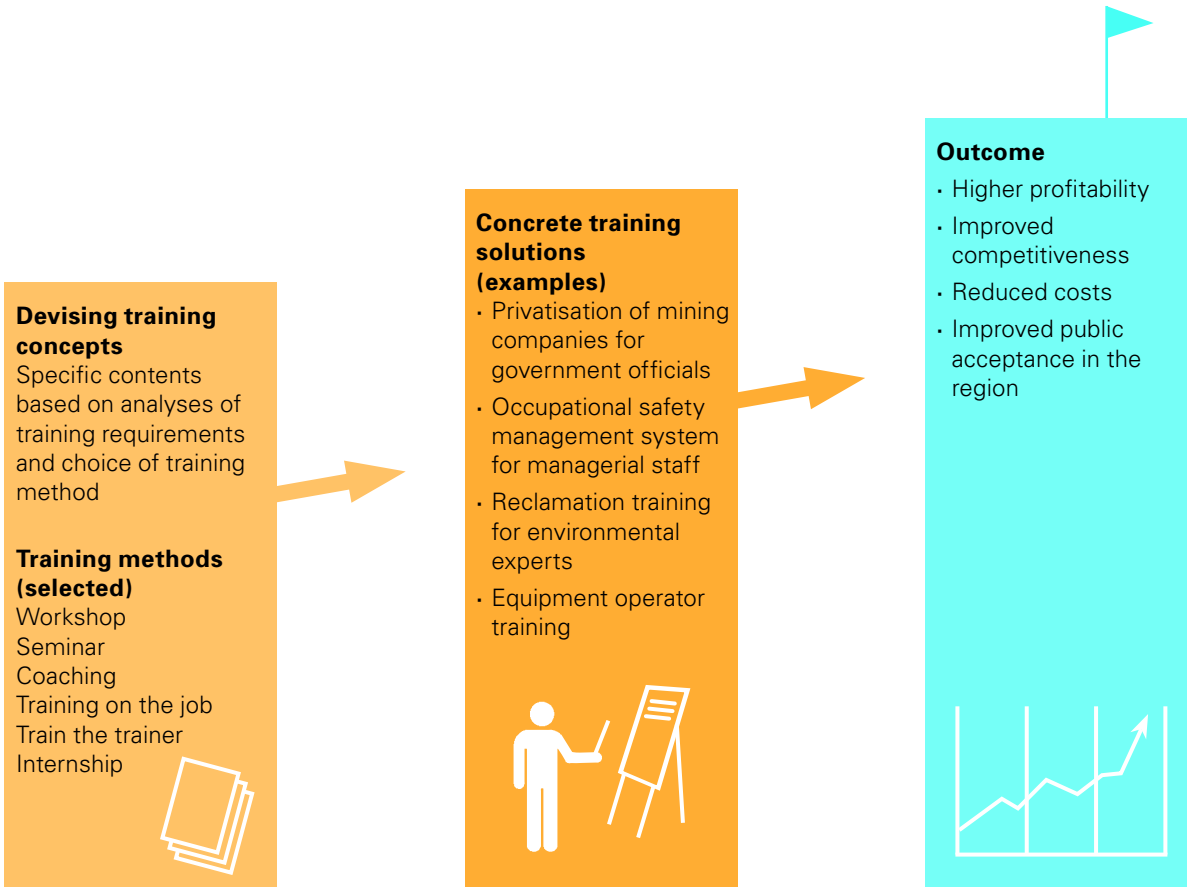 Devising training
concepts
Specific contents
based on analyses of
training requirements
and choice of training
method
Training methods
(selected)
Workshop
Seminar
Coaching
Training on the job
Train the trainer
Internship
Concrete training
solutions
(examples)
· Privatisation of mining
companies for
government officials
· Occupational safety
management system
for managerial staff
· Reclamation training
for environmental
experts
· Equipment operator
training
Outcome
· Higher profitability
· Improved
competitiveness
· Reduced costs
· Improved public
acceptance in the
region